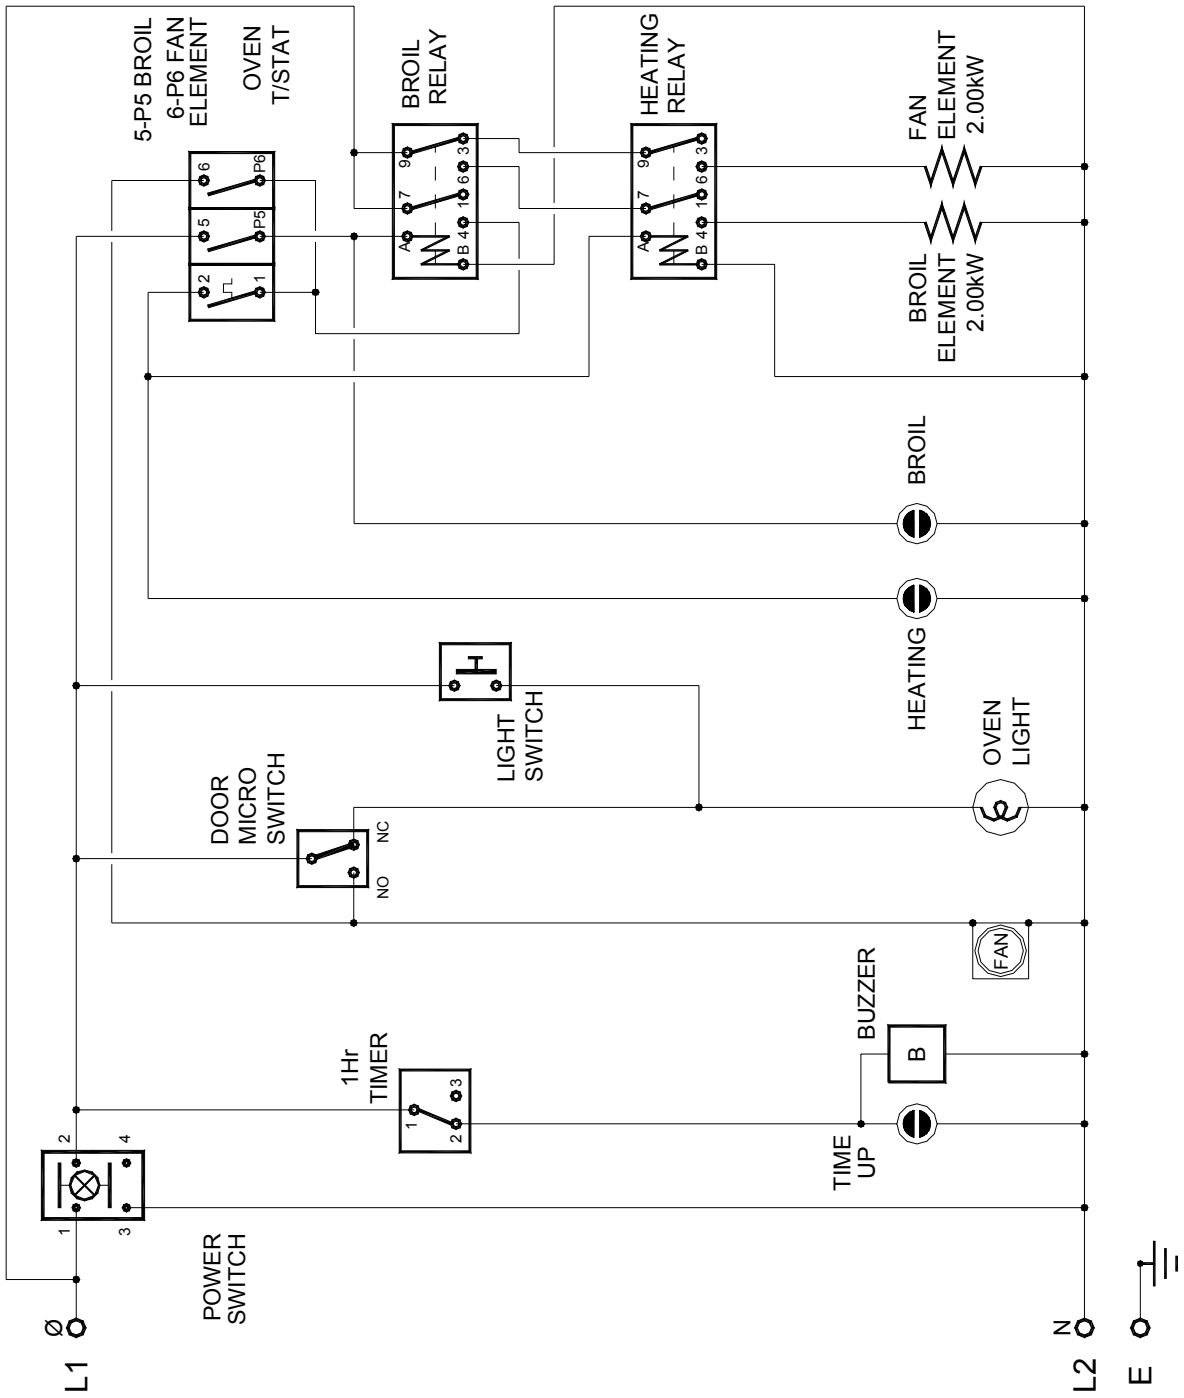 5-P5 BROIL
6-P6 FAN
ELEMENT
OVEN
T/STAT
6
P6
5
P5
2
1
BROIL
RELAY
9
3
7
6
1
A
4
B
HEATING
RELAY
9
3
7
6
1
A
4
B
FAN
ELEMENT
2.00kW
BROIL
ELEMENT
2.00kW
BROIL
HEATING
LIGHT
SWITCH
OVEN
LIGHT
DOOR
MICRO
SWITCH
NC
NO
FAN
BUZZER
B
1Hr
TIMER
1
3
2
TIME
UP
2
4
1
3
POWER
SWITCH
L1
Ø
L2
N
E